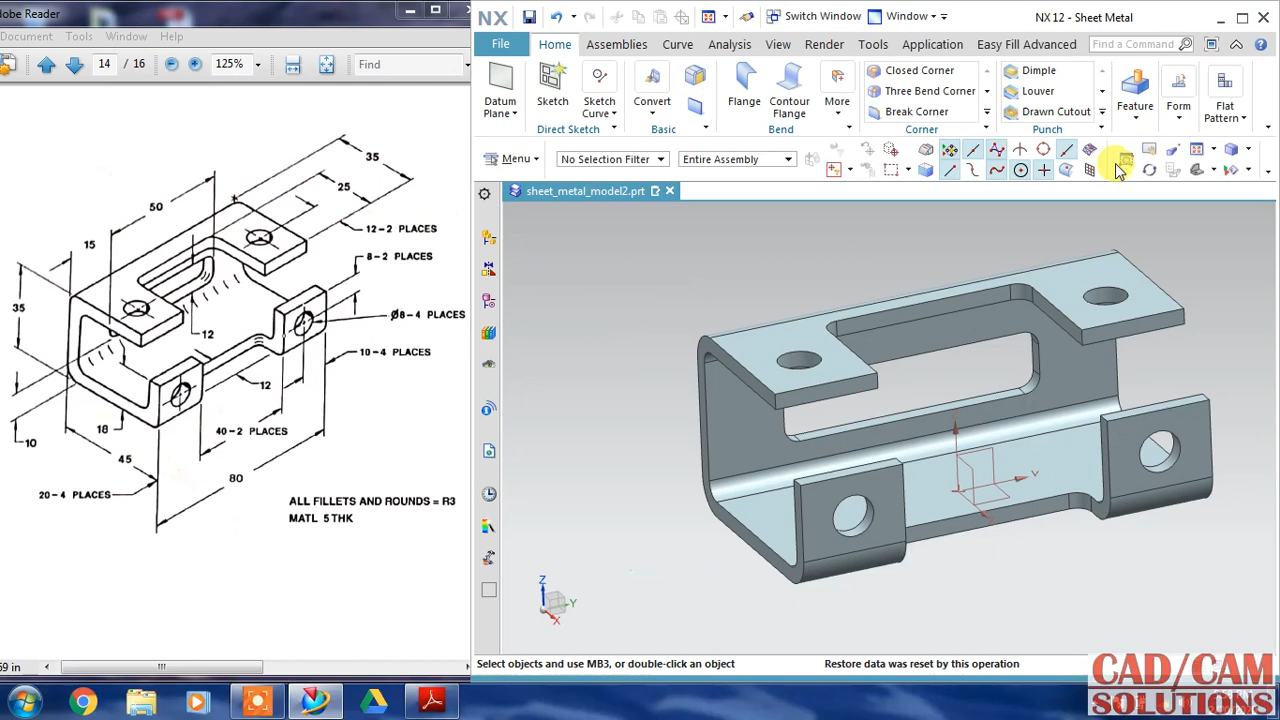 e Reader
Document Tools Window Help
14 / 16 125% Find
35
50
25
15
12-2 PLACES
8-2 PLACES
35
12
Ø8-4 PLACES
10-4 PLACES
12
18
10
40-2 PLACES
45
80
20-4 PLACES
ALL FILLETS AND ROUNDS = R3
MATL 5 THK
69 in
NX Switch Window Window NX 12 - Sheet Metal
File Home Assemblies Curve Analysis View Render Tools Application Easy Fill Advanced Find a Command
Closed Corner Dimple
Three Bend Corner Louver
Break Corner Drawn Cutout
Datum Plane Sketch Sketch Curve Convert Flange Contour Flange More Feature Form Flat Pattern
Direct Sketch Basic Bend Corner Punch
Menu No Selection Filter Entire Assembly
sheet_metal_model2.prt
Y
Z
Y
X
Select objects and use MB3, or double-click an object Restore data was reset by this operation
CAD/CAM
SOLUTIONS